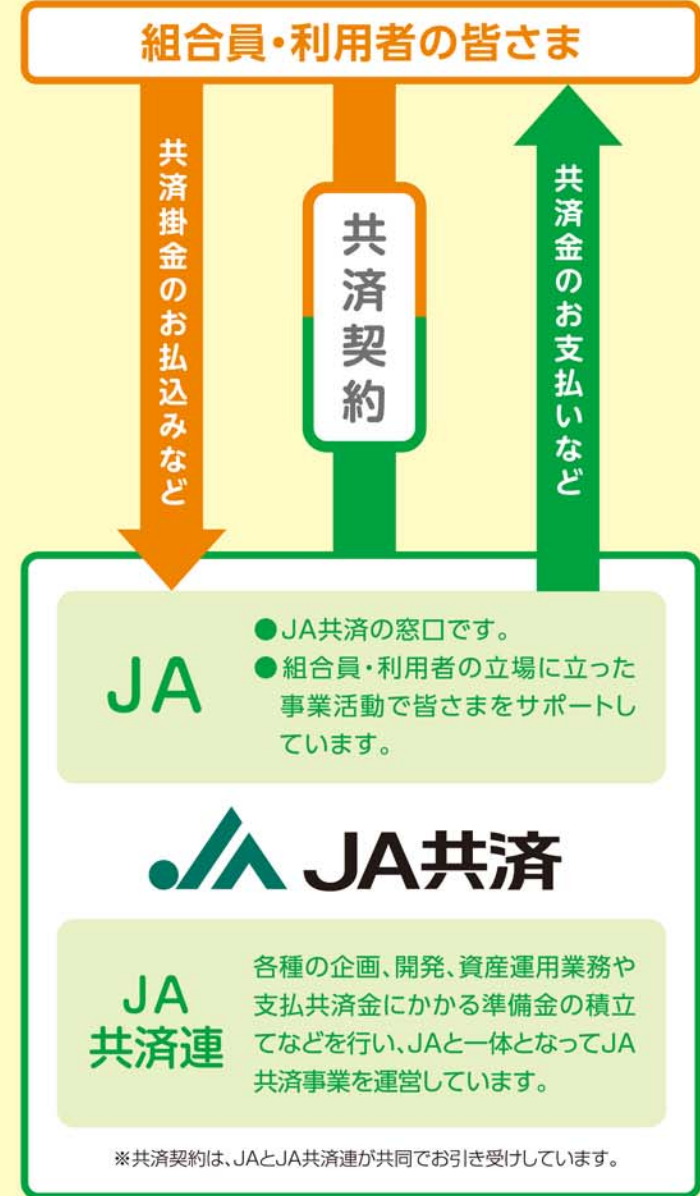 組合員・利用者の皆さま
共済掛金のお払込みなど
共済契約
共済金のお支払いなど
JA
●JA共済の窓口です。
●組合員・利用者の立場に立った
事業活動で皆さまをサポートし
ています。
JA共済
JA
共済連
各種の企画、開発、資産運用業務や
支払共済金にかかる準備金の積立
てなどを行い、JAと一体となってJA
共済事業を運営しています。
※共済契約は、JAとJA共済連が共同でお引き受けしています。